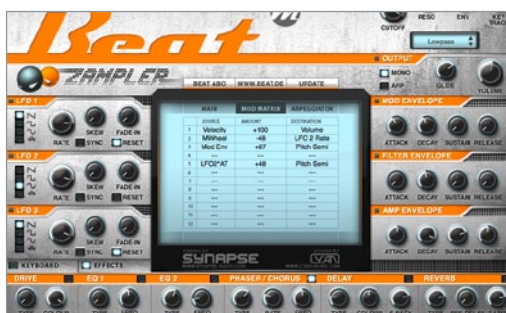 Beat
RESO ENV KEY TRACK
CUTOFF
Lowpass
OUTPUT
ZAMPLER
BEAT ABO WWW.BEAT.DE UPDATE
MONO
ARP
GLIDE
VOLUME
LFO 1
MAIN MOD MATRIX ARPEGGIATOR
MOD ENVELOPE
SOURCE AMOUNT DESTINATION
1 Velocity +100 Volume
2 MWheel -48 LFO 2 Rate
3 Mod Env +67 Pitch Semi
4 ---
5 LFO2*AT +48 Pitch Semi
6
7
8
9
10
11
12
RATE SKEW FADE-IN
SYNC RESET
ATTACK DECAY SUSTAIN RELEASE
LFO 2
FILTER ENVELOPE
RATE SKEW FADE-IN
SYNC RESET
ATTACK DECAY SUSTAIN RELEASE
LFO 3
AMP ENVELOPE
RATE SKEW FADE-IN
SYNC RESET
ATTACK DECAY SUSTAIN RELEASE
SYNAPSE
VAN
KEYBOARD EFFECTS
DRIVE EQ 1 EQ 2 PHASER / CHORUS DELAY REVERB